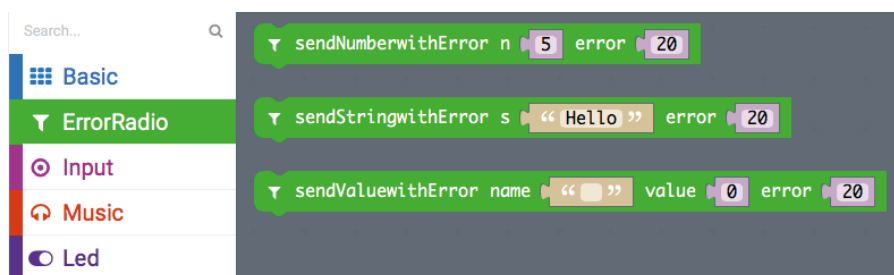 Search...
Basic
ErrorRadio
Input
Music
Led
sendNumberwithError n 5 error 20
sendStringwithError s “ Hello ” error 20
sendValuewithError name “ ” value 0 error 20